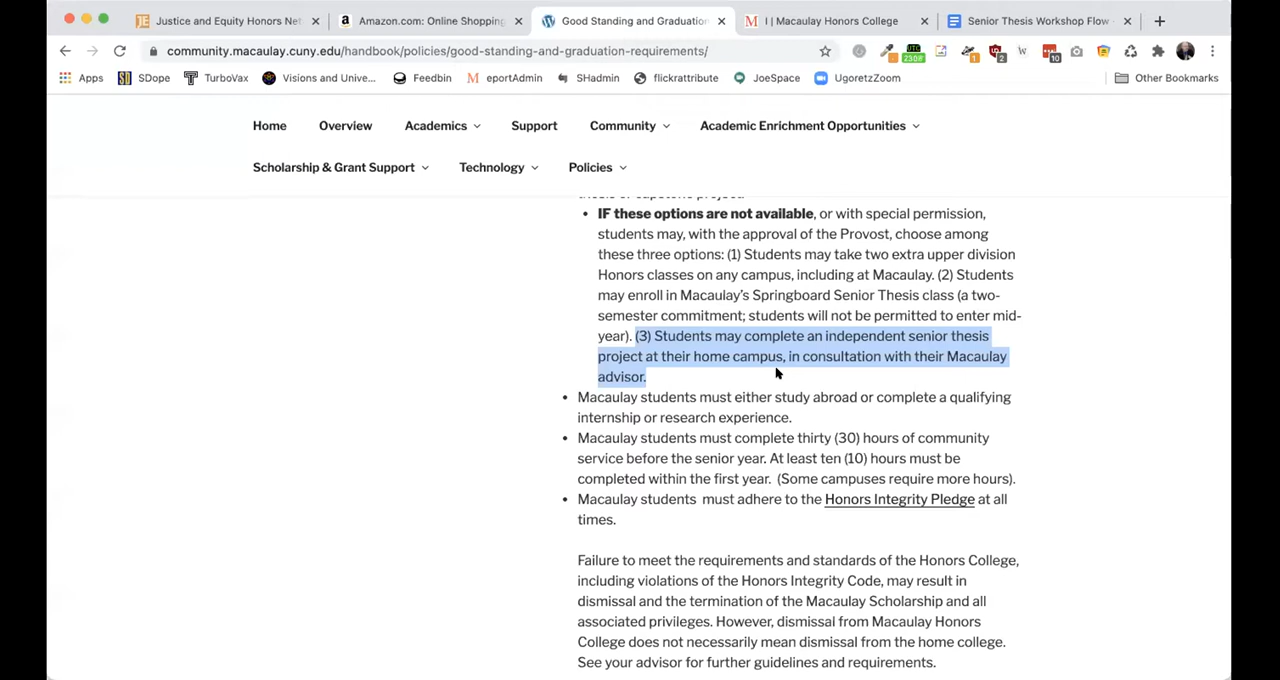 Justice and Equity Honors Net
Amazon.com: Online Shopping
Good Standing and Graduation
I | Macaulay Honors College
Senior Thesis Workshop Flow -
community.macaulay.cuny.edu/handbook/policies/good-standing-and-graduation-requirements/
Apps SDope TurboVax Visions and Unive... Feedbin eportAdmin SHadmin flickrattribute JoeSpace UgoretzZoom Other Bookmarks
Home Overview Academics Support Community Academic Enrichment Opportunities
Scholarship & Grant Support Technology Policies
thesis or capstone project
• IF these options are not available, or with special permission,
students may, with the approval of the Provost, choose among
these three options: (1) Students may take two extra upper division
Honors classes on any campus, including at Macaulay. (2) Students
may enroll in Macaulay's Springboard Senior Thesis class (a two-
semester commitment; students will not be permitted to enter mid-
year). (3) Students may complete an independent senior thesis
project at their home campus, in consultation with their Macaulay
advisor.
• Macaulay students must either study abroad or complete a qualifying
internship or research experience.
• Macaulay students must complete thirty (30) hours of community
service before the senior year. At least ten (10) hours must be
completed within the first year. (Some campuses require more hours).
• Macaulay students must adhere to the Honors Integrity Pledge at all
times.
Failure to meet the requirements and standards of the Honors College,
including violations of the Honors Integrity Code, may result in
dismissal and the termination of the Macaulay Scholarship and all
associated privileges. However, dismissal from Macaulay Honors
College does not necessarily mean dismissal from the home college.
See your advisor for further guidelines and requirements.